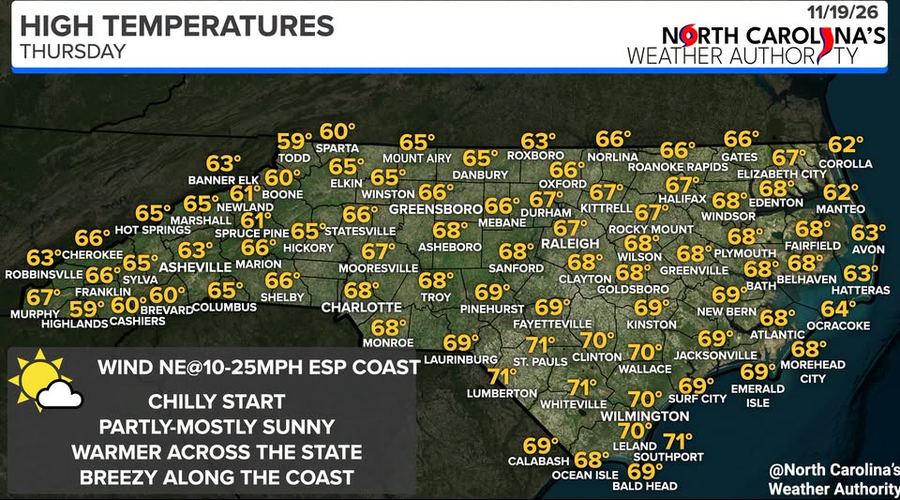 HIGH TEMPERATURES
THURSDAY
11/19/26
NORTH CAROLINA'S
WEATHER AUTHORITY
59° TODD
60° SPARTA
65° MOUNT AIRY
65° DANBURY
63° ROXBORO
66° NORLINA
66° ROANOKE RAPIDS
66° GATES
67° ELIZABETH CITY
62° COROLLA
63° BANNER ELK
60° BOONE
65° ELKIN
65° WINSTON
66° GREENSBORO
66° MEBANE
67° DURHAM
66° OXFORD
67° KITTRELL
67° HALIFAX
68° WINDSOR
68° EDENTON
62° MANTEO
65° HOT SPRINGS
65° MARSHALL
61° NEWLAND
61° SPRUCE PINE
65° HICKORY
66° STATESVILLE
68° ASHEBORO
67° RALEIGH
67° ROCKY MOUNT
68° WILSON
68° GREENVILLE
68° PLYMOUTH
68° FAIRFIELD
63° AVON
63° ROBBINSVLLE
66° CHEROKEE
66° FRANKLIN
65° SYLVA
63° ASHEVILLE
66° MARION
67° MOORESVILLE
68° SANFORD
68° CLAYTON
68° GOLDSBORO
68° BATH
68° BELHAVEN
63° HATTERAS
67° MURPHY
59° HIGHLANDS
60° CASHIERS
60° BREVARD
65° COLUMBUS
66° SHELBY
68° CHARLOTTE
68° TROY
69° PINEHURST
69° FAYETTEVILLE
69° KINSTON
69° NEW BERN
68° ATLANTIC
64° OCRACOKE
68° MONROE
69° LAURINBURG
71° ST. PAULS
70° CLINTON
70° WALLACE
69° JACKSONVILLE
68° MOREHEAD
CITY
71° LUMBERTON
71° WHITEVILLE
70° WILMINGTON
69° SURF CITY
69° EMERALD
ISLE
69° CALABASH
68° OCEAN ISLE
70° LELAND
71° SOUTHPORT
69° BALD HEAD
WIND NE@10-25MPH ESP COAST
CHILLY START
PARTLY-MOSTLY SUNNY
WARMER ACROSS THE STATE
BREEZY ALONG THE COAST
@North Carolina's
Weather Authority